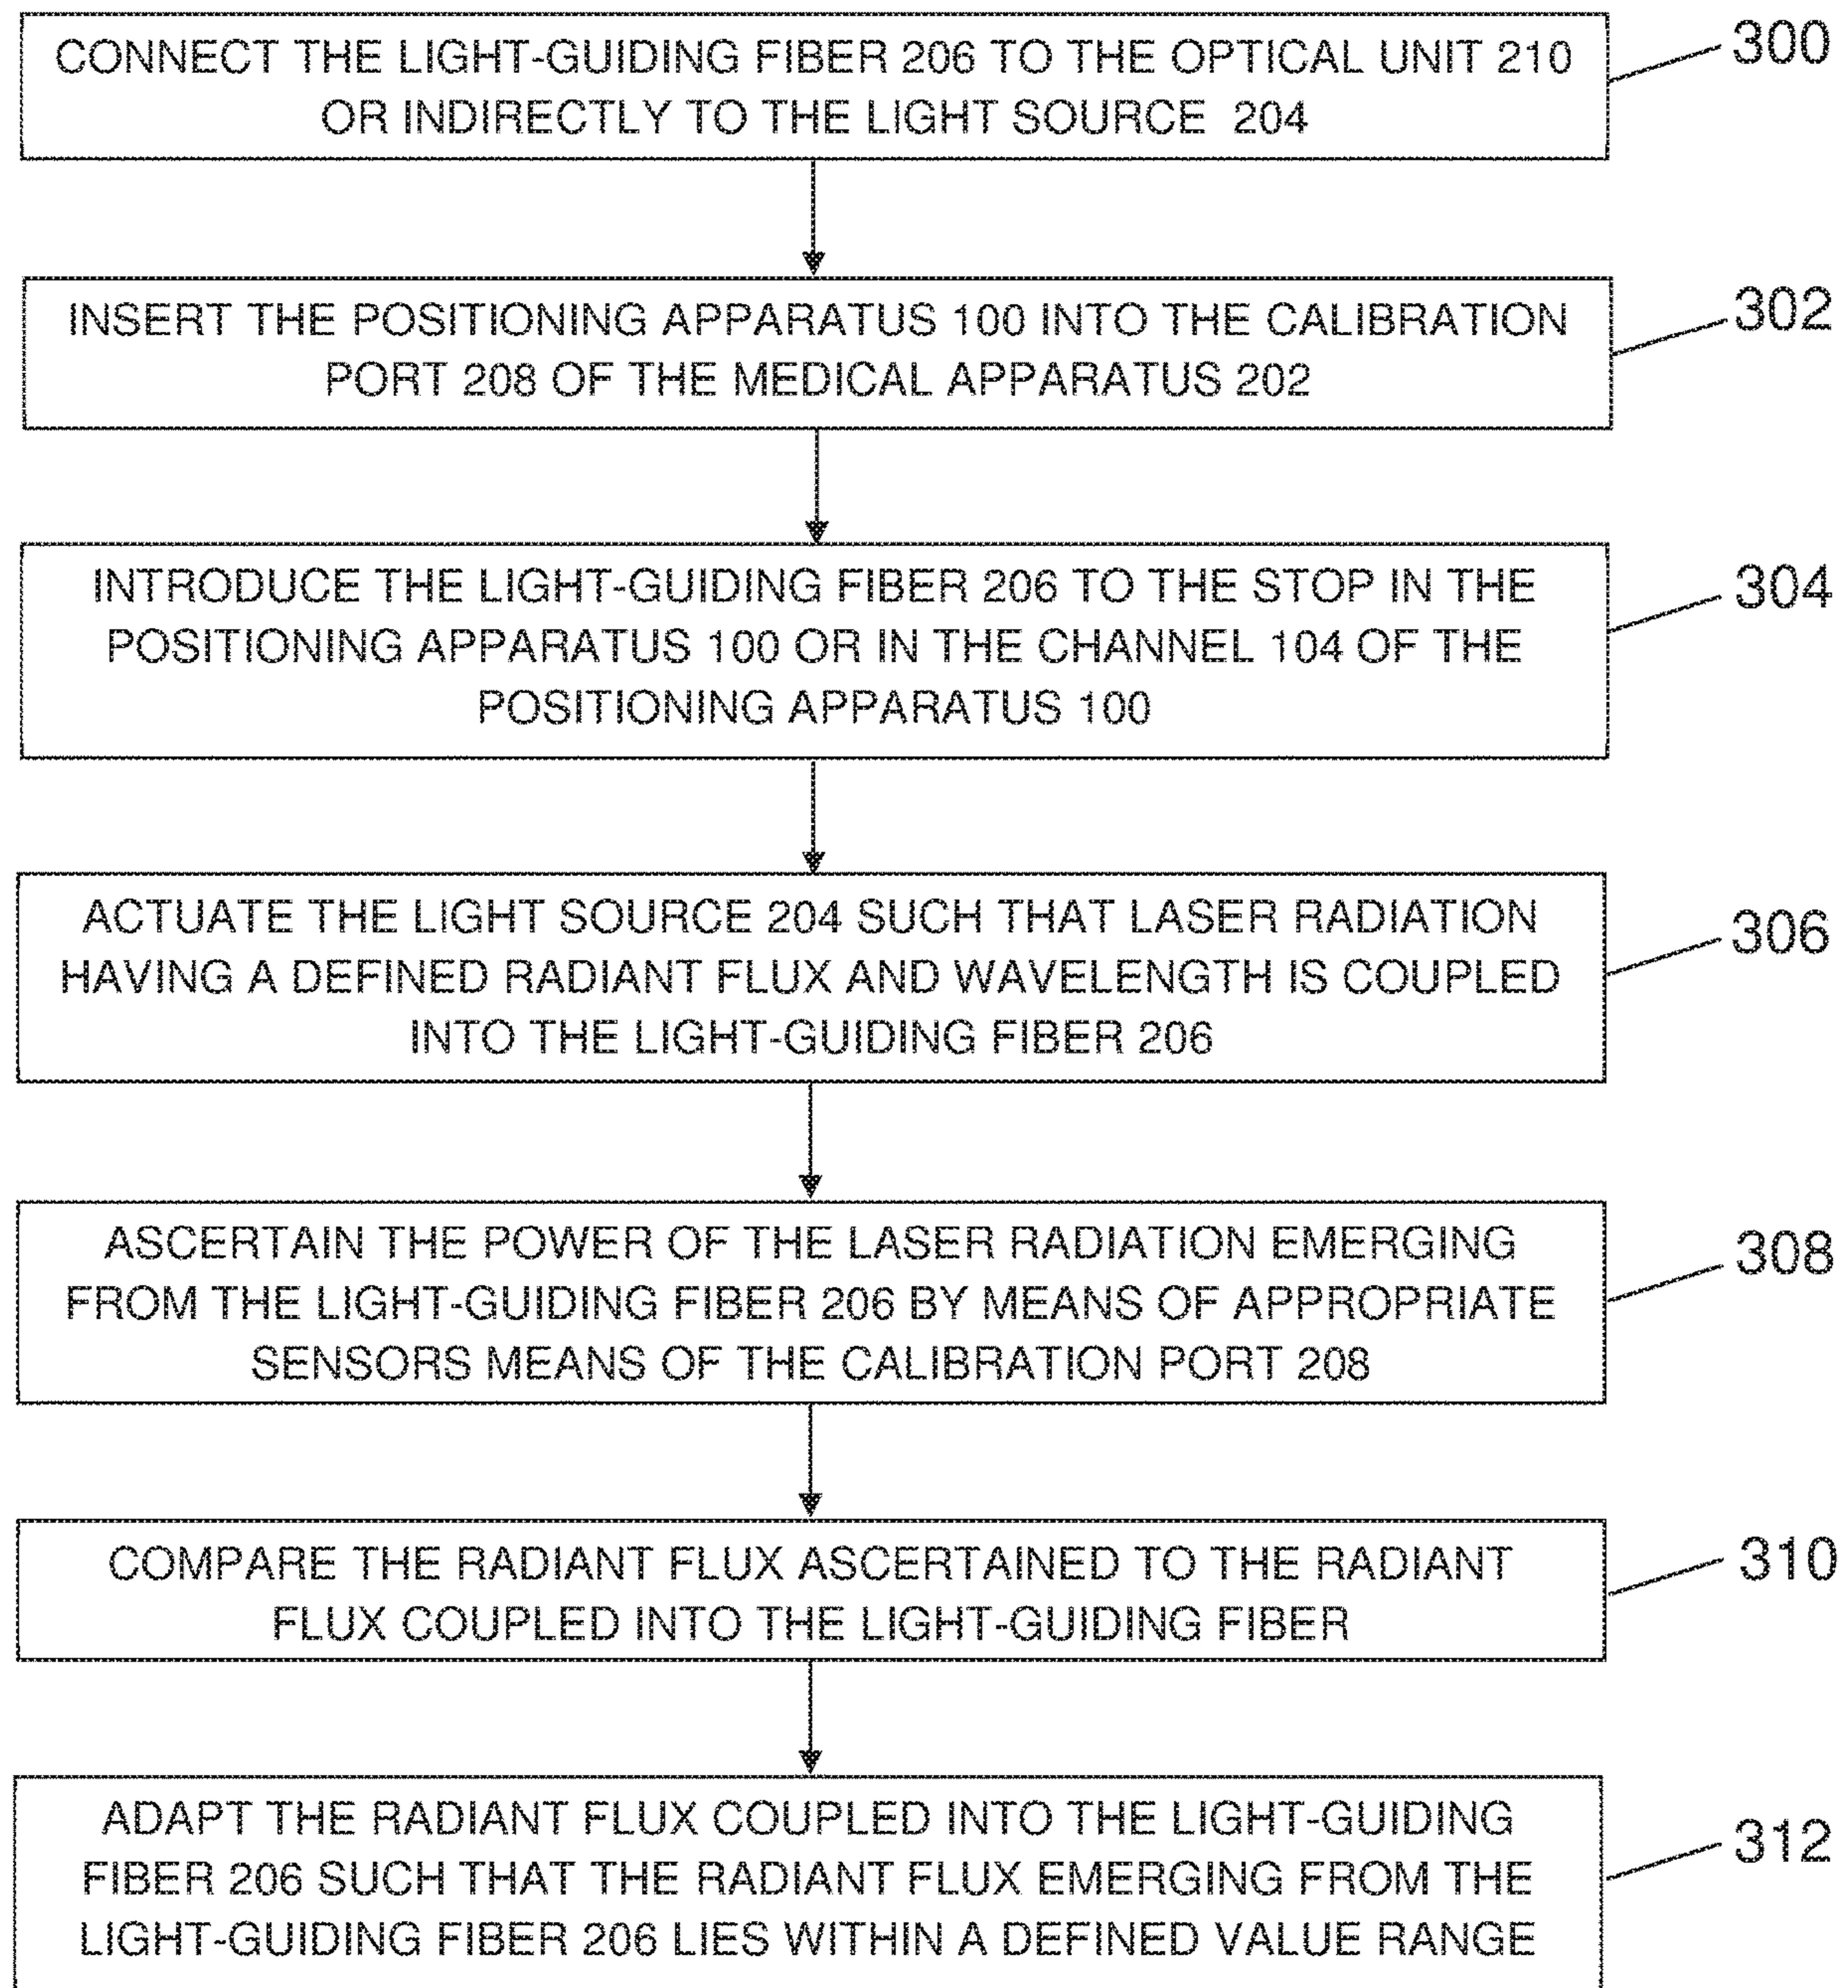 CONNECT THE LIGHT-GUIDING FIBER 206 TO THE OPTICAL UNIT 210
OR INDIRECTLY TO THE LIGHT SOURCE 204
300
INSERT THE POSITIONING APPARATUS 100 INTO THE CALIBRATION
PORT 208 OF THE MEDICAL APPARATUS 202
302
INTRODUCE THE LIGHT-GUIDING FIBER 206 TO THE STOP IN THE
POSITIONING APPARATUS 100 OR IN THE CHANNEL 104 OF THE
POSITIONING APPARATUS 100
304
ACTUATE THE LIGHT SOURCE 204 SUCH THAT LASER RADIATION
HAVING A DEFINED RADIANT FLUX AND WAVELENGTH IS COUPLED
INTO THE LIGHT-GUIDING FIBER 206
306
ASCERTAIN THE POWER OF THE LASER RADIATION EMERGING
FROM THE LIGHT-GUIDING FIBER 206 BY MEANS OF APPROPRIATE
SENSORS MEANS OF THE CALIBRATION PORT 208
308
COMPARE THE RADIANT FLUX ASCERTAINED TO THE RADIANT
FLUX COUPLED INTO THE LIGHT-GUIDING FIBER
310
ADAPT THE RADIANT FLUX COUPLED INTO THE LIGHT-GUIDING
FIBER 206 SUCH THAT THE RADIANT FLUX EMERGING FROM THE
LIGHT-GUIDING FIBER 206 LIES WITHIN A DEFINED VALUE RANGE
312